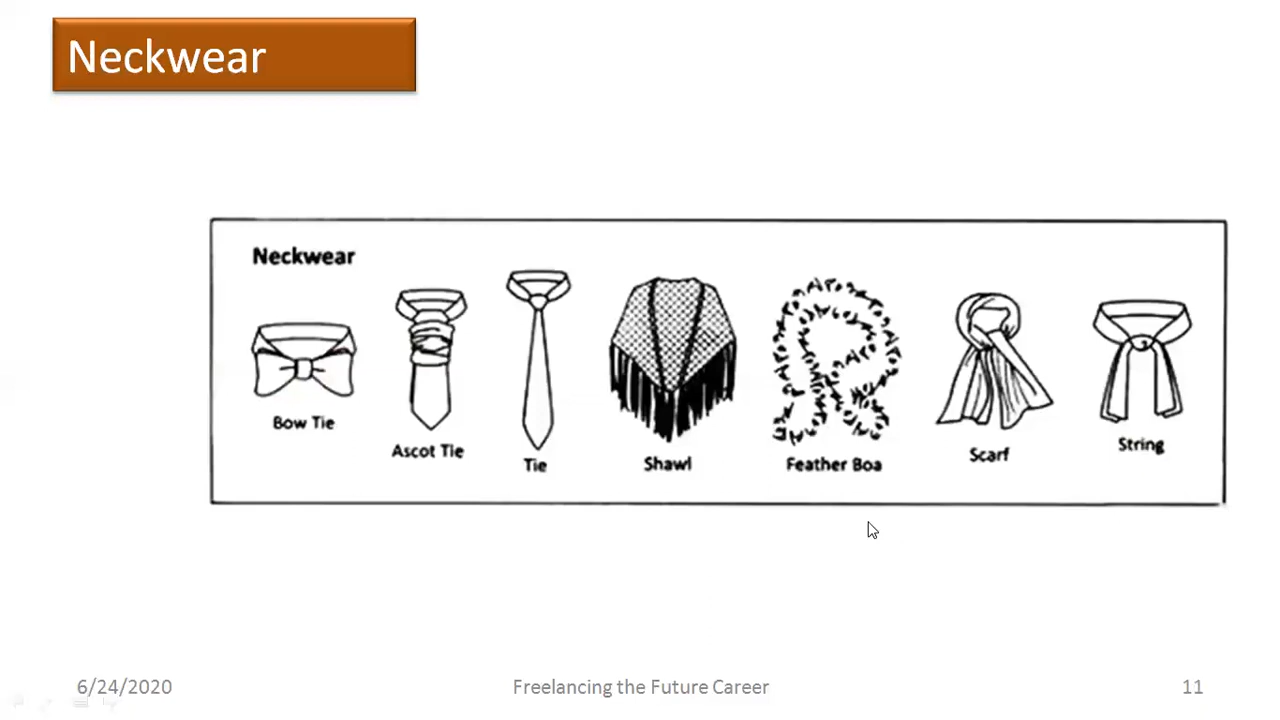 Neckwear
Neckwear
Bow Tie
Ascot Tie
Tie
Shawl
Feather Boa
Scarf
String
6/24/2020
Freelancing the Future Career
11